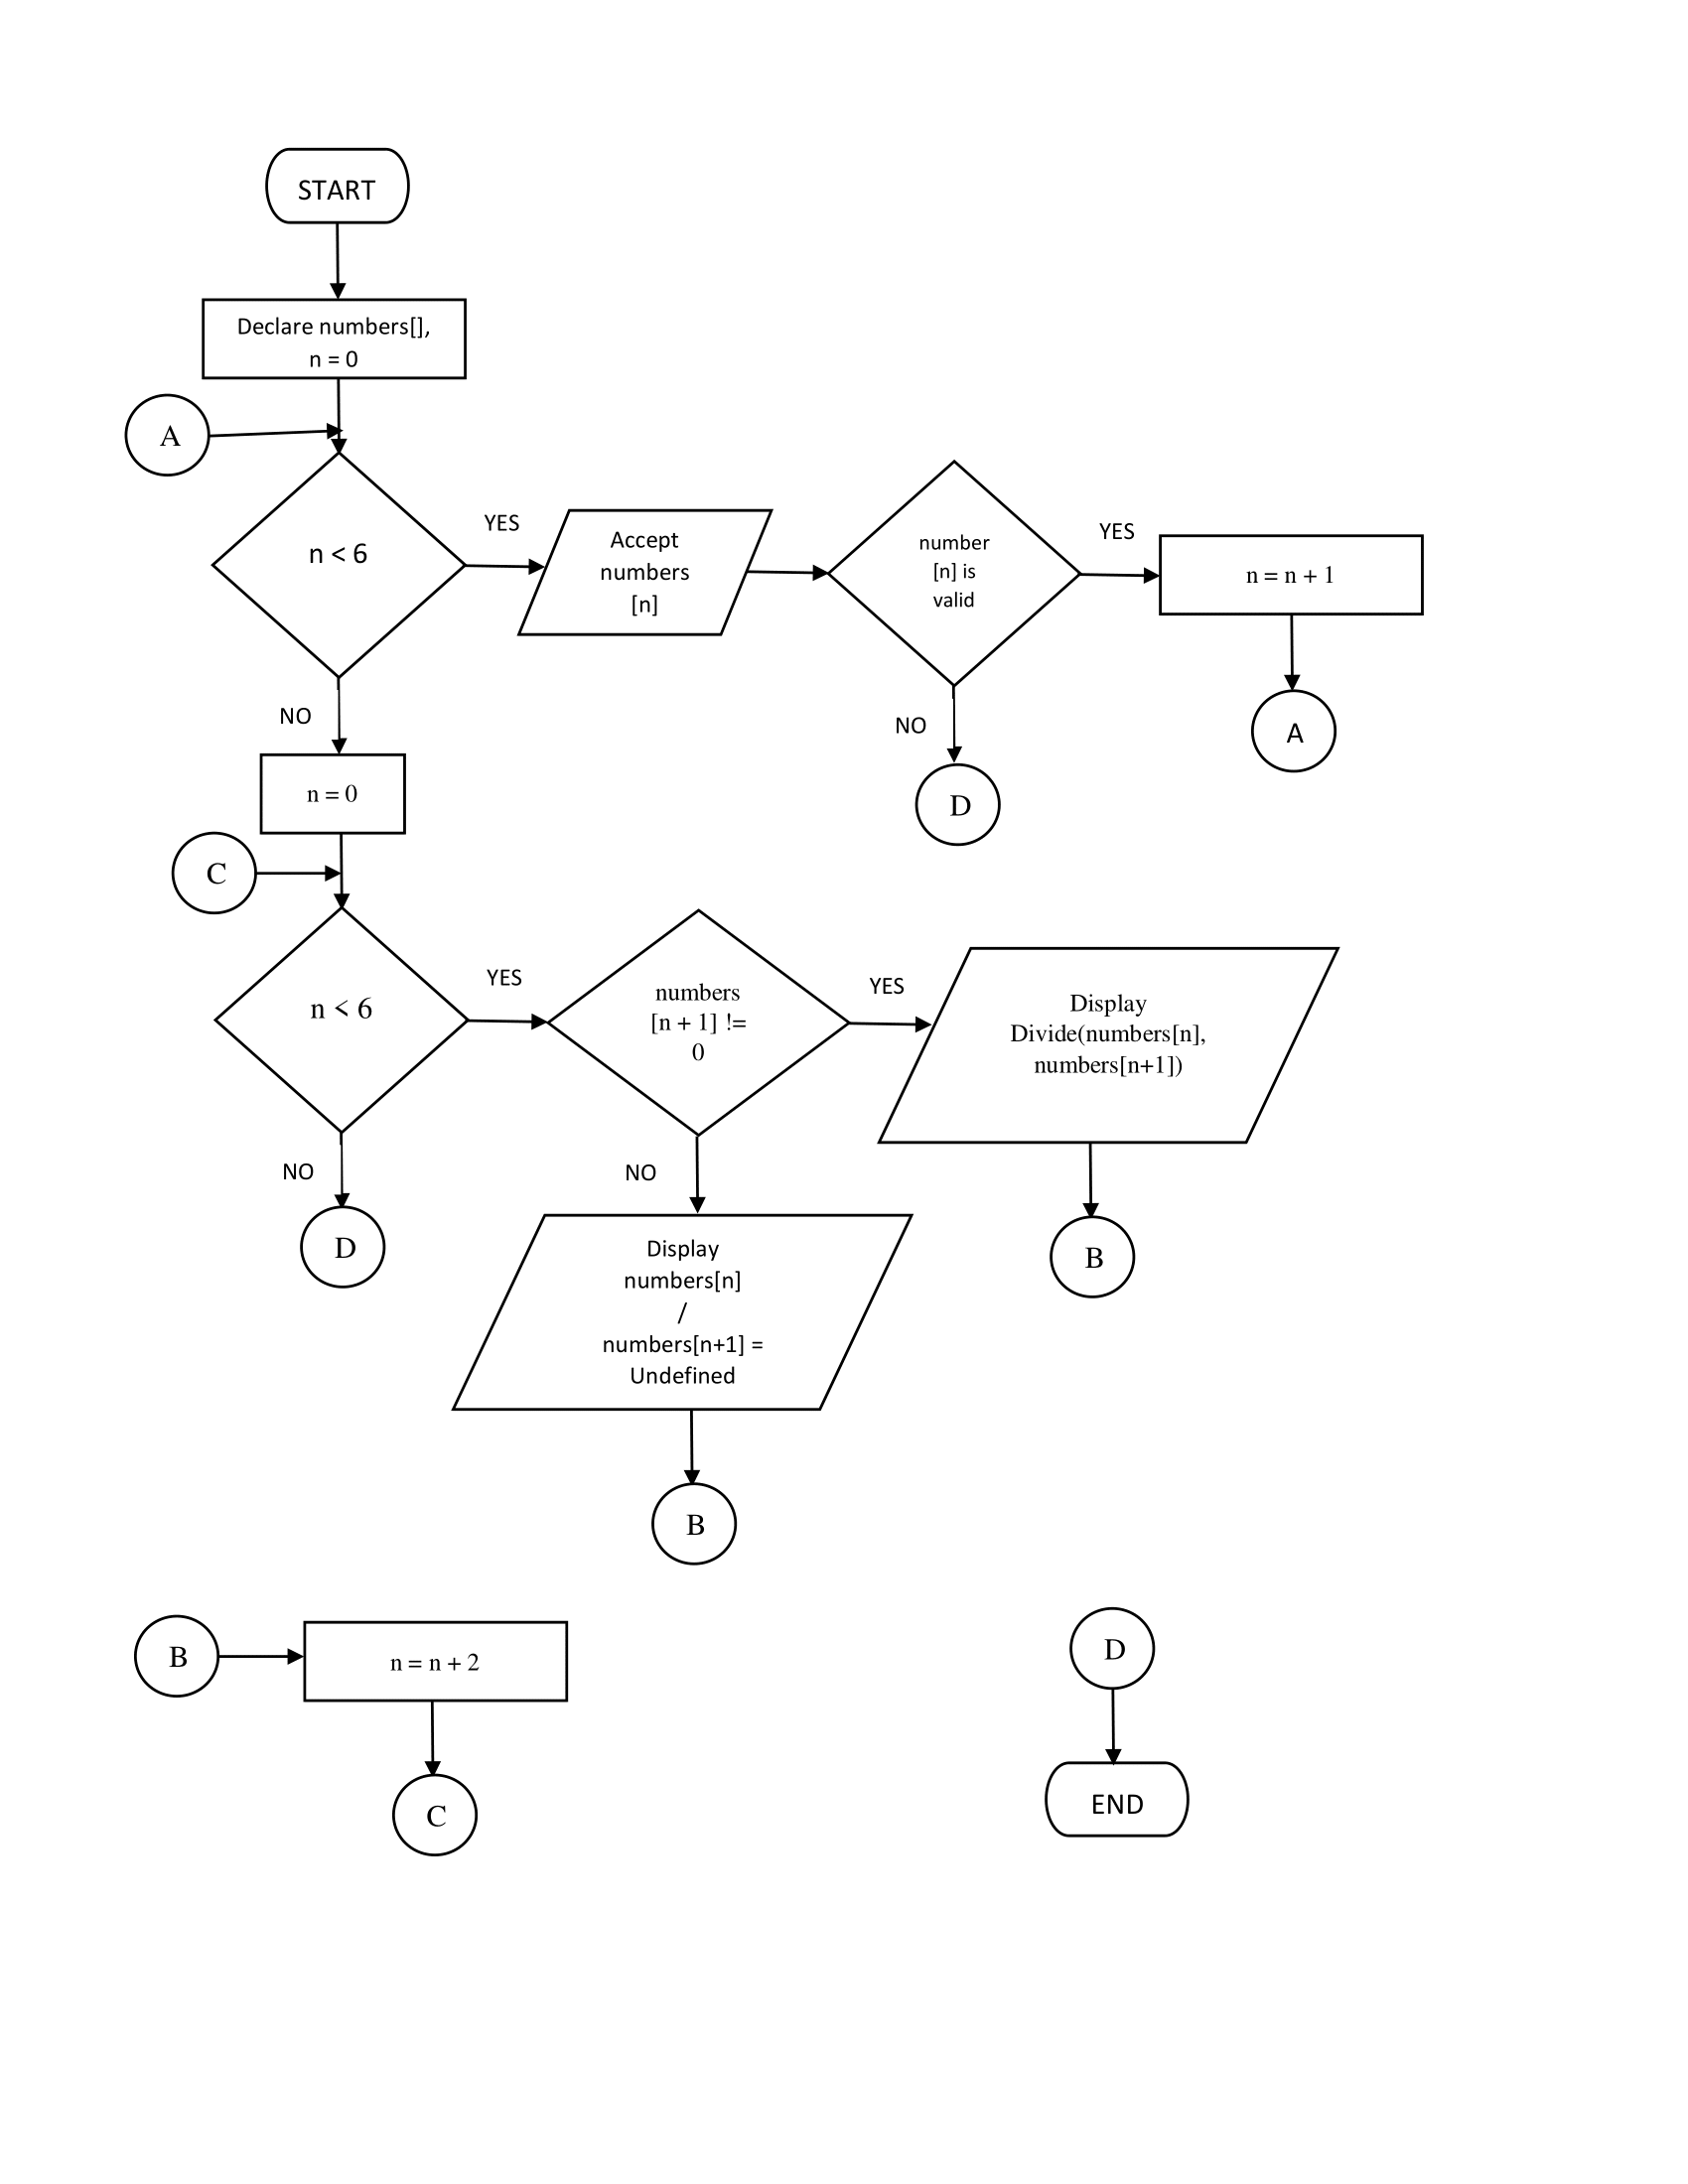 START
Declare numbers[],
n = 0
A
n < 6
YES
Accept
numbers
[n]
number
[n] is
valid
YES
n = n + 1
A
NO
D
NO
n = 0
C
n < 6
YES
numbers
[n + 1] !=
0
YES
Display
Divide(numbers[n],
numbers[n+1])
B
NO
D
NO
Display
numbers[n]
/
numbers[n+1] =
Undefined
B
B
n = n + 2
C
D
END